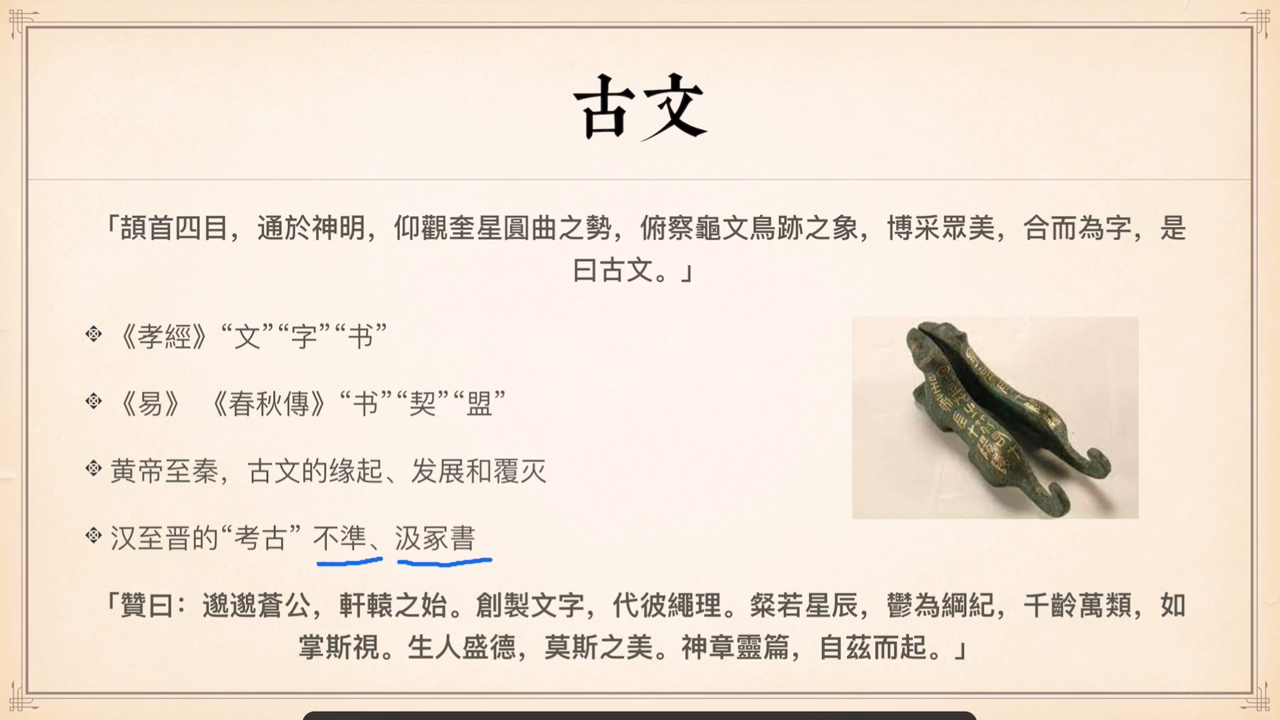 古文
「頡首四目，通於神明，仰觀奎星圓曲之勢，俯察龜文鳥跡之象，博采眾美，合而為字，是
曰古文。」
《孝經》“文”“字”“书”
《易》 《春秋傳》“书”“契”“盟”
黄帝至秦，古文的缘起、发展和覆灭
汉至晋的“考古” 不準、汲冢書
「贊曰：邈邈蒼公，軒轅之始。創製文字，代彼繩理。粲若星辰，鬱為綱紀，千齡萬類，如
掌斯視。生人盛德，莫斯之美。神章靈篇，自茲而起。」